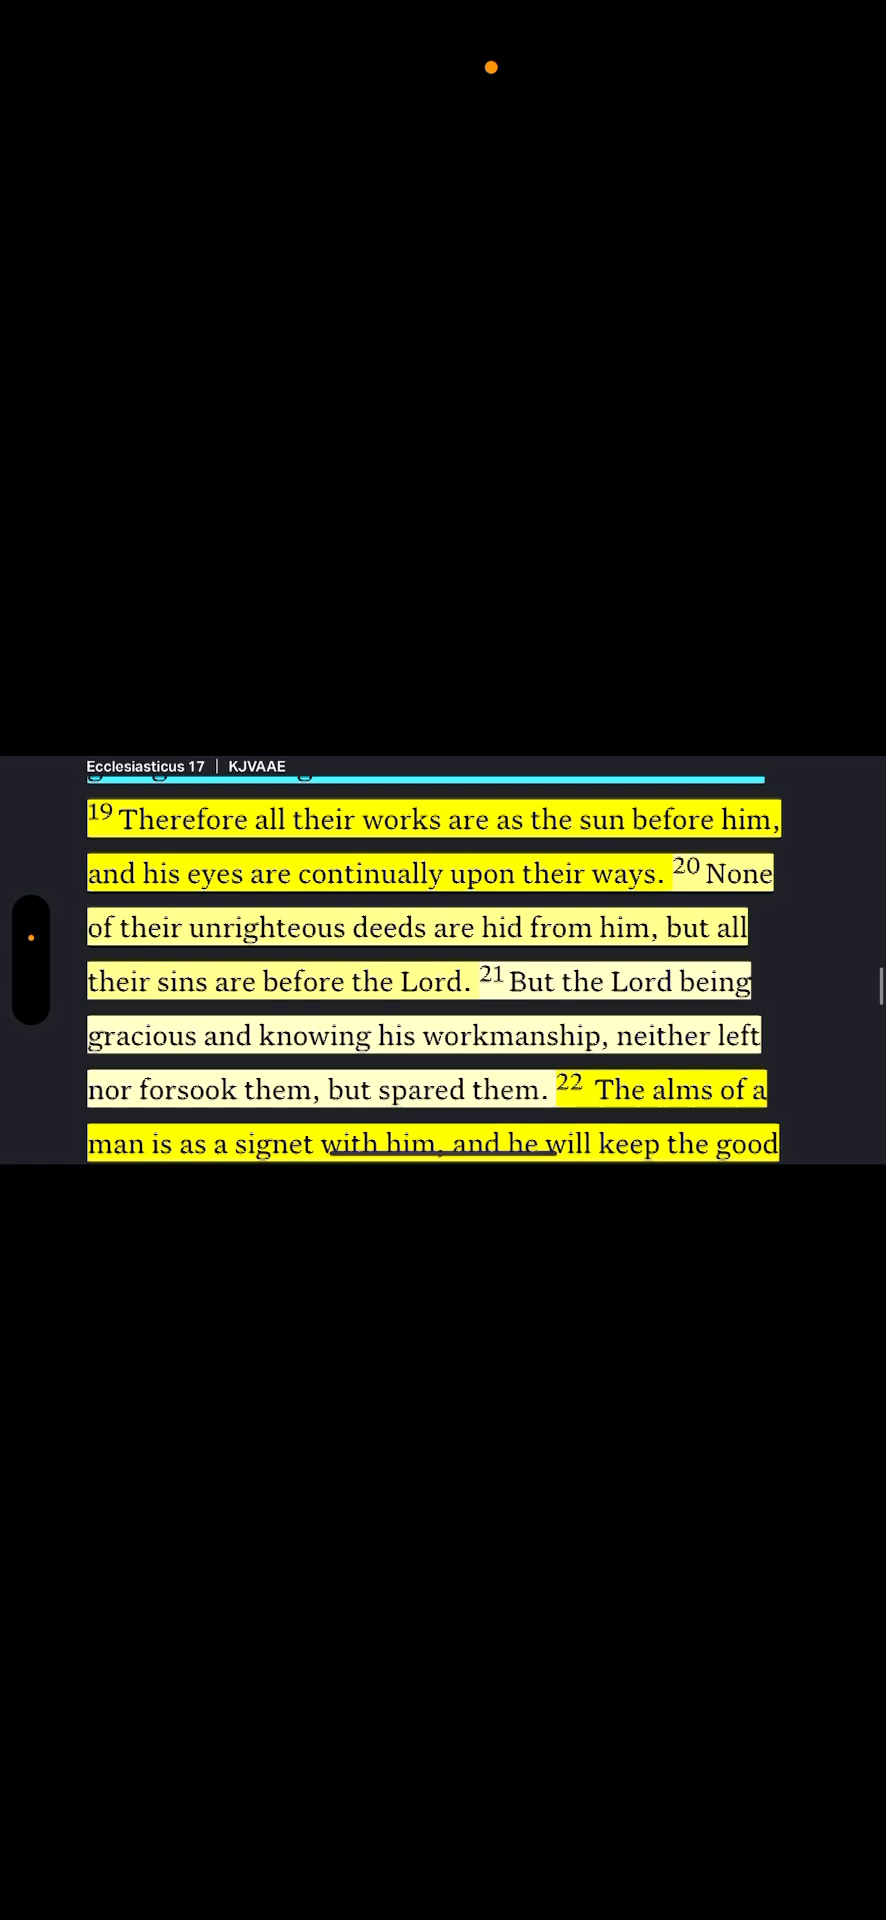 Ecclesiasticus 17 | KJVAAE
19 Therefore all their works are as the sun before him,
and his eyes are continually upon their ways. 20 None
of their unrighteous deeds are hid from him, but all
their sins are before the Lord. 21 But the Lord being
gracious and knowing his workmanship, neither left
nor forsook them, but spared them. 22 The alms of a
man is as a signet with him, and he will keep the good